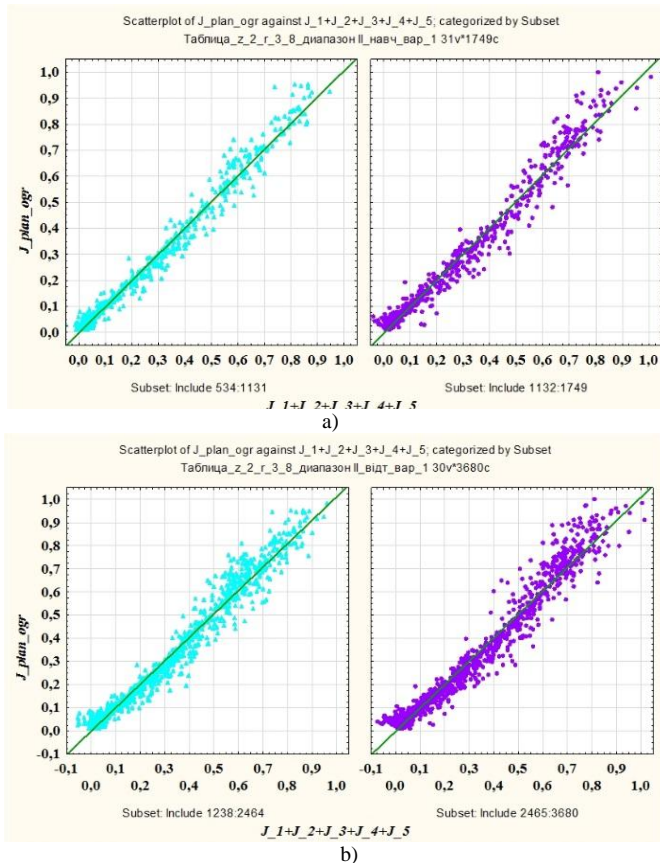 Scatterplot of J_plan_ogr against J_1+J_2+J_3+J_4+J_5; categorized by Subset
Таблица_z_2_r_3_8_диапазон II_навч_вар_1 31v*1749c
1,0
0,9
0,8
0,7
0,6
0,5
0,4
0,3
0,2
0,1
0,0
J_plan_ogr
0,0 0,1 0,2 0,3 0,4 0,5 0,6 0,7 0,8 0,9 1,0
0,0 0,1 0,2 0,3 0,4 0,5 0,6 0,7 0,8 0,9 1,0
Subset: Include 534:1131
Subset: Include 1132:1749
J_1+J_2+J_3+J_4+J_5
a)
Scatterplot of J_plan_ogr against J_1+J_2+J_3+J_4+J_5; categorized by Subset
Таблица_z_2_r_3_8_диапазон II_відт_вар_1 30v*3680c
1,0
0,9
0,8
0,7
0,6
0,5
0,4
0,3
0,2
0,1
0,0
-0,1
J_plan_ogr
-0,1 0,1 0,3 0,5 0,7 0,9
0,0 0,2 0,4 0,6 0,8 1,0
-0,1 0,1 0,3 0,5 0,7 0,9
0,0 0,2 0,4 0,6 0,8 1,0
Subset: Include 1238:2464
Subset: Include 2465:3680
J_1+J_2+J_3+J_4+J_5
b)